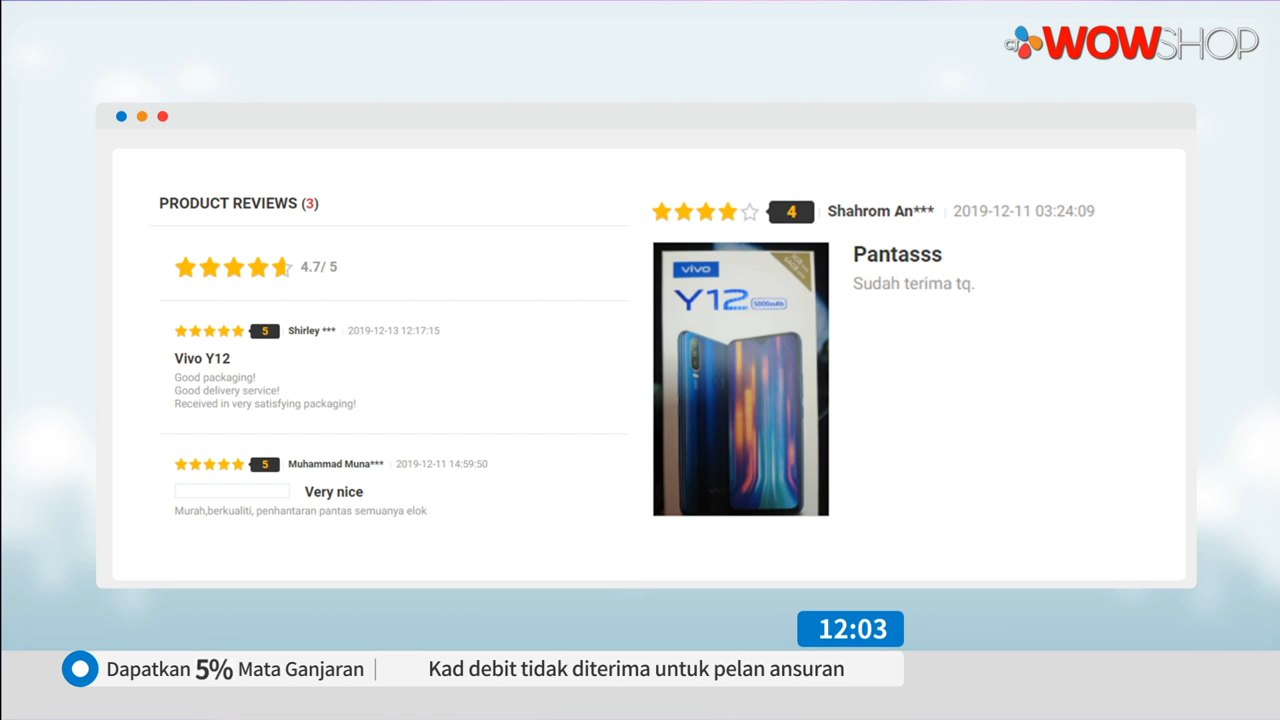 CJ WOWSHOP
PRODUCT REVIEWS (3)
4.7/ 5
5 Shirley *** 2019-12-13 12:17:15
Vivo Y12
Good packaging!
Good delivery service!
Received in very satisfying packaging!
5 Muhammad Muna*** 2019-12-11 14:59:50
Very nice
Murah,berkualiti, penhantaran pantas semuanya elok
4 Shahrom An*** 2019-12-11 03:24:09
Pantasss
Sudah terima tq.
vivo
Y12 5000mAh
12:03
Dapatkan 5% Mata Ganjaran
Kad debit tidak diterima untuk pelan ansuran